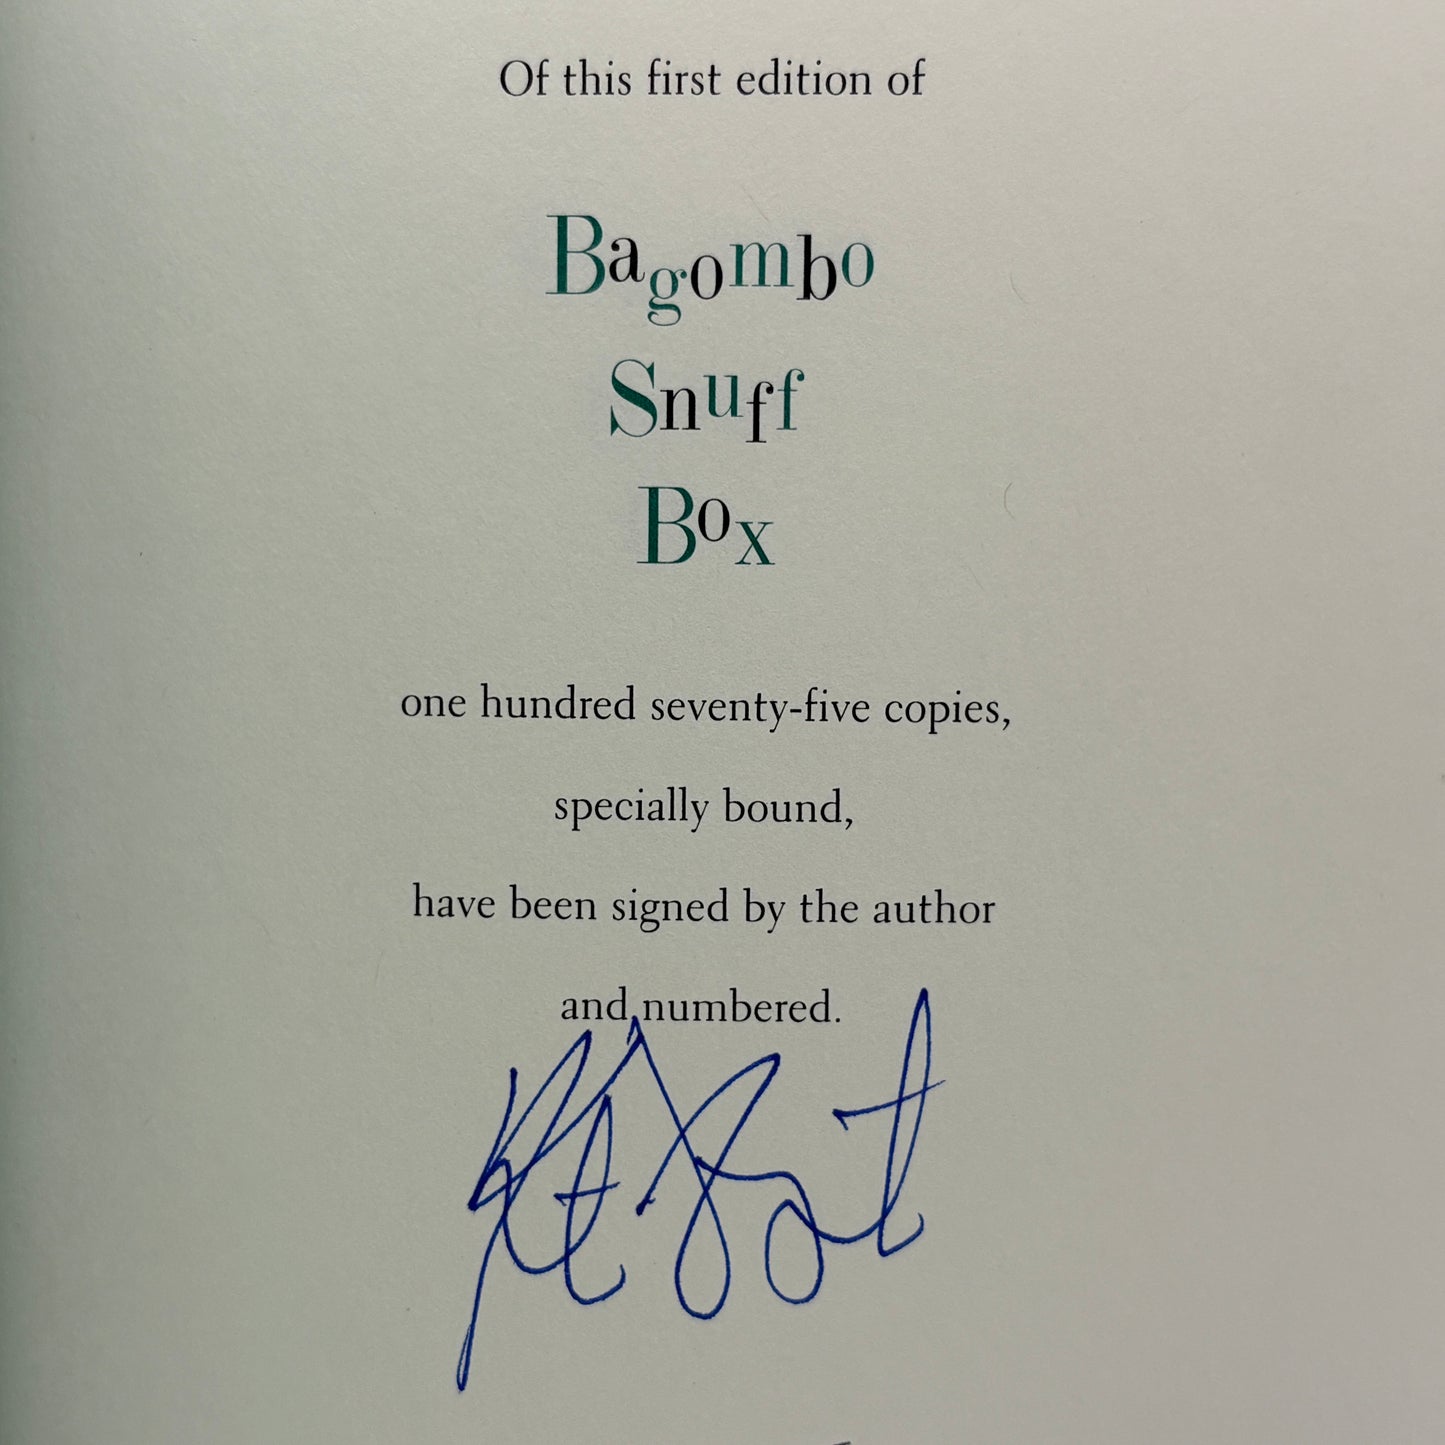 Of this first edition of
Bagombo
Snuff
Box
one hundred seventy-five copies,
specially bound,
have been signed by the author
and numbered.